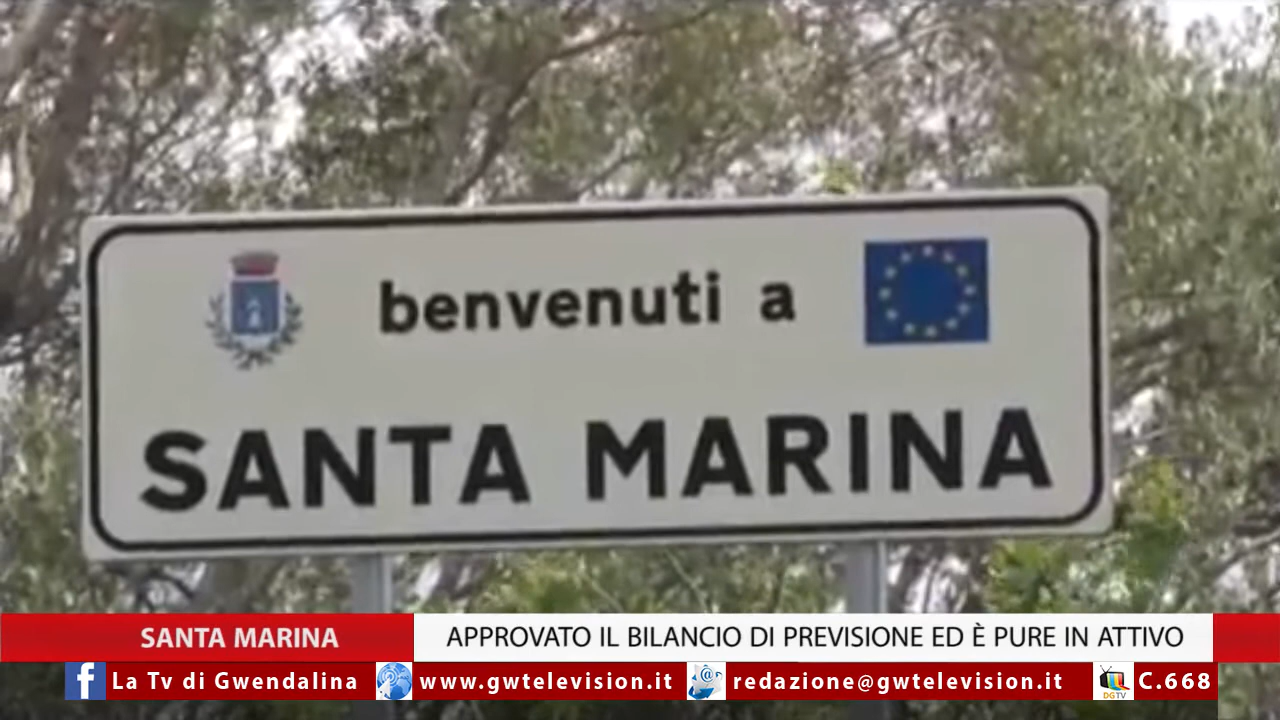 benvenuti a
SANTA MARINA
SANTA MARINA APPROVATO IL BILANCIO DI PREVISIONE ED È PURE IN ATTIVO
La Tv di Gwendalina www.gwtelevision.it redazione@gwtelevision.it DGTV C.668